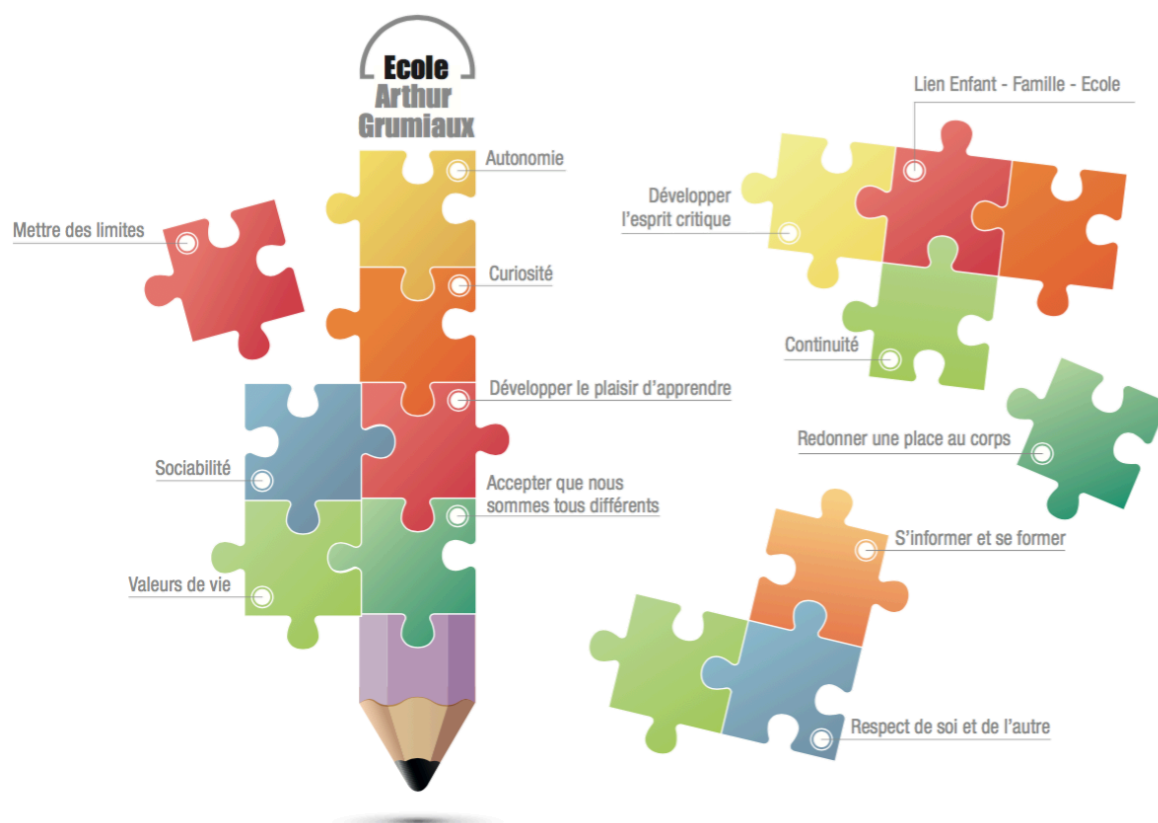 Ecole
Arthur
Grumiaux
Autonomie
Mettre des limites
Curiosité
Développer le plaisir d'apprendre
Sociabilité
Accepter que nous
sommes tous différents
Valeurs de vie
Lien Enfant - Famille - Ecole
Développer
l'esprit critique
Continuité
Redonner une place au corps
S'informer et se former
Respect de soi et de l'autre